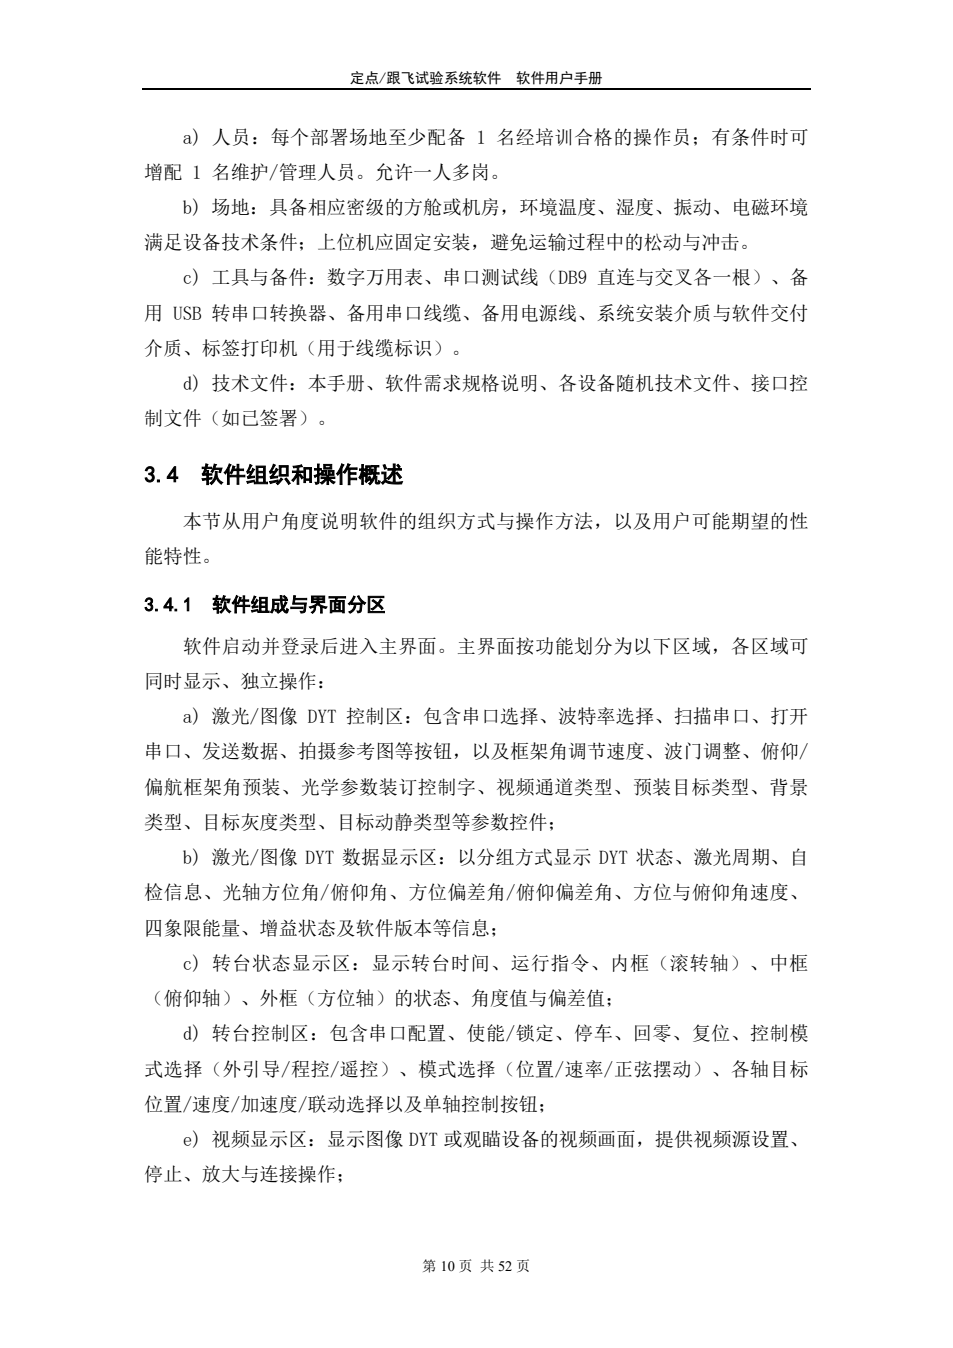 定点/跟飞试验系统软件　软件用户手册
a) 人员：每个部署场地至少配备 1 名经培训合格的操作员；有条件时可
增配 1 名维护/管理人员。允许一人多岗。
b) 场地：具备相应密级的方舱或机房，环境温度、湿度、振动、电磁环境
满足设备技术条件；上位机应固定安装，避免运输过程中的松动与冲击。
c) 工具与备件：数字万用表、串口测试线（DB9 直连与交叉各一根）、备
用 USB 转串口转换器、备用串口线缆、备用电源线、系统安装介质与软件交付
介质、标签打印机（用于线缆标识）。
d) 技术文件：本手册、软件需求规格说明、各设备随机技术文件、接口控
制文件（如已签署）。
3.4　软件组织和操作概述
本节从用户角度说明软件的组织方式与操作方法，以及用户可能期望的性
能特性。
3.4.1　软件组成与界面分区
软件启动并登录后进入主界面。主界面按功能划分为以下区域，各区域可
同时显示、独立操作：
a) 激光/图像 DYT 控制区：包含串口选择、波特率选择、扫描串口、打开
串口、发送数据、拍摄参考图等按钮，以及框架角调节速度、波门调整、俯仰/
偏航框架角预装、光学参数装订控制字、视频通道类型、预装目标类型、背景
类型、目标灰度类型、目标动静类型等参数控件；
b) 激光/图像 DYT 数据显示区：以分组方式显示 DYT 状态、激光周期、自
检信息、光轴方位角/俯仰角、方位偏差角/俯仰偏差角、方位与俯仰角速度、
四象限能量、增益状态及软件版本等信息；
c) 转台状态显示区：显示转台时间、运行指令、内框（滚转轴）、中框
（俯仰轴）、外框（方位轴）的状态、角度值与偏差值；
d) 转台控制区：包含串口配置、使能/锁定、停车、回零、复位、控制模
式选择（外引导/程控/遥控）、模式选择（位置/速率/正弦摆动）、各轴目标
位置/速度/加速度/联动选择以及单轴控制按钮；
e) 视频显示区：显示图像 DYT 或观瞄设备的视频画面，提供视频源设置、
停止、放大与连接操作；
第 10 页 共 52 页